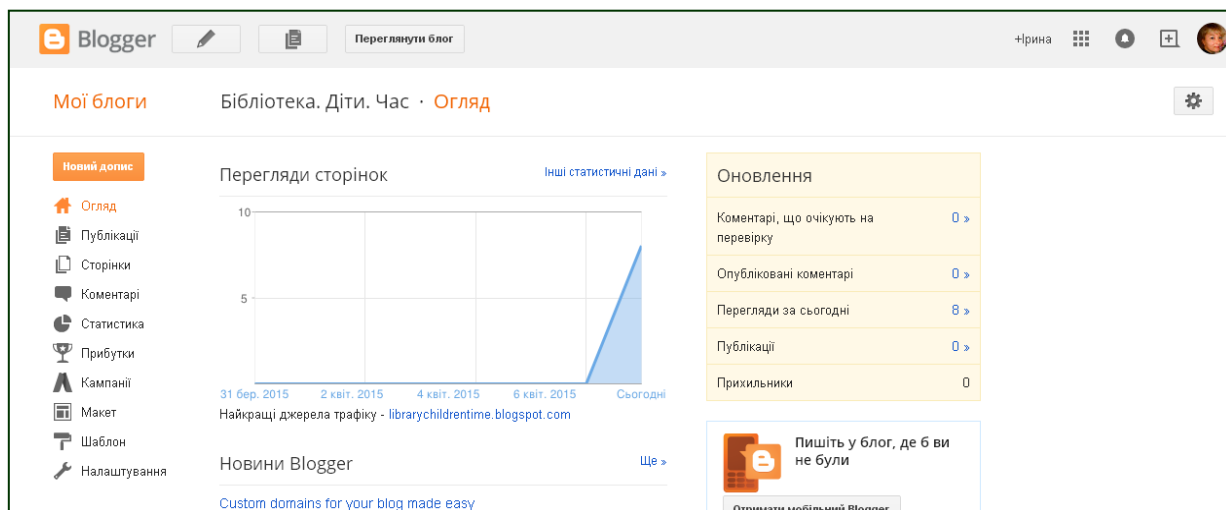 Blogger
Переглянути блог
+Ірина
Мої блоги
Бібліотека. Діти. Час · Огляд
Новий допис
Огляд
Публікації
Сторінки
Коментарі
Статистика
Прибутки
Кампанії
Макет
Шаблон
Налаштування
Перегляди сторінок
Інші статистичні дані »
10
5
31 бер. 2015
2 квіт. 2015
4 квіт. 2015
6 квіт. 2015
Сьогодні
Найкращі джерела трафіку - librarychildrentime.blogspot.com
Новини Blogger
Ще »
Custom domains for your blog made easy
Оновлення
Коментарі, що очікують на
перевірку
0 »
Опубліковані коментарі
0 »
Перегляди за сьогодні
8 »
Публікації
0 »
Прихильники
0
Пишіть у блог, де б ви
не були
Отримати мобільний Blogger